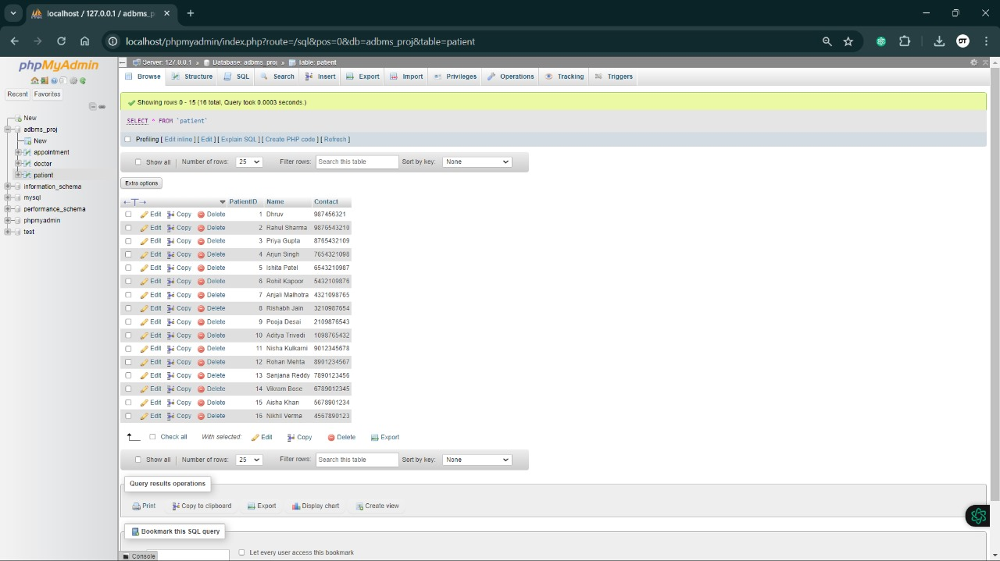 localhost / 127.0.0.1 / adbms_p
localhost/phpmyadmin/index.php?route=/sql&pos=0&db=adbms_proj&table=patient
phpMyAdmin
Recent Favorites
New
adbms_proj
New
appointment
doctor
patient
information_schema
mysql
performance_schema
phpmyadmin
test
Server: 127.0.0.1 » Database: adbms_proj » Table: patient
Browse Structure SQL Search Insert Export Import Privileges Operations Tracking Triggers
Showing rows 0 - 15 (16 total, Query took 0.0003 seconds.)
SELECT * FROM `patient`
Profiling [ Edit inline ] [ Edit ] [ Explain SQL ] [ Create PHP code ] [ Refresh ]
Show all Number of rows: 25 Filter rows: Search this table Sort by key: None
Extra options
PatientID Name Contact
Edit Copy Delete 1 Dhruv 987456321
Edit Copy Delete 2 Rahul Sharma 9876543210
Edit Copy Delete 3 Priya Gupta 8765432109
Edit Copy Delete 4 Arjun Singh 7654321098
Edit Copy Delete 5 Ishita Patel 6543210987
Edit Copy Delete 6 Rohit Kapoor 5432109876
Edit Copy Delete 7 Anjali Malhotra 4321098765
Edit Copy Delete 8 Rishabh Jain 3210987654
Edit Copy Delete 9 Pooja Desai 2109876543
Edit Copy Delete 10 Aditya Trivedi 1098765432
Edit Copy Delete 11 Nisha Kulkarni 9012345678
Edit Copy Delete 12 Rohan Mehta 8901234567
Edit Copy Delete 13 Sanjana Reddy 7890123456
Edit Copy Delete 14 Vikram Bose 6789012345
Edit Copy Delete 15 Aisha Khan 5678901234
Edit Copy Delete 16 Nikhil Verma 4567890123
Check all With selected: Edit Copy Delete Export
Show all Number of rows: 25 Filter rows: Search this table Sort by key: None
Query results operations
Print Copy to clipboard Export Display chart Create view
Bookmark this SQL query
Console Let every user access this bookmark